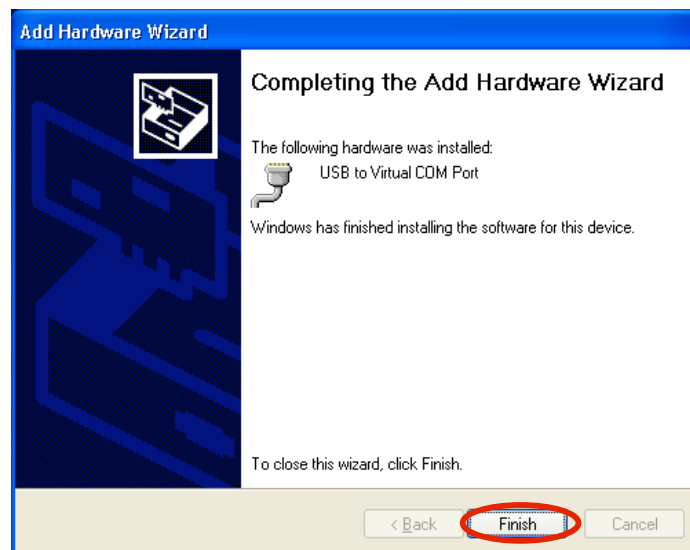 Add Hardware Wizard
Completing the Add Hardware Wizard
The following hardware was installed:
USB to Virtual COM Port
Windows has finished installing the software for this device.
To close this wizard, click Finish.
< Back Finish Cancel